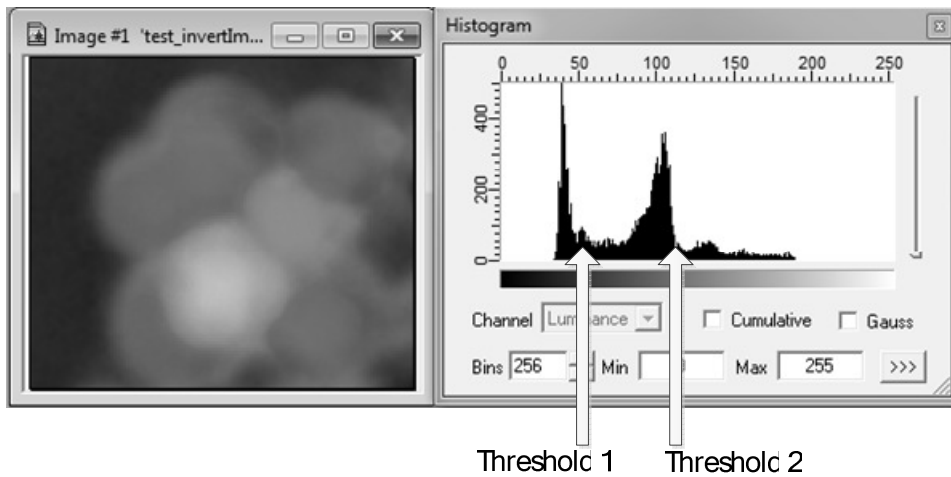 Image #1 'test_invertIm...
Histogram
0 50 100 150 200 250
400
200
0
Channel Luminance Cumulative Gauss
Bins 256 Min Max 255 >>>
Threshold 1 Threshold 2